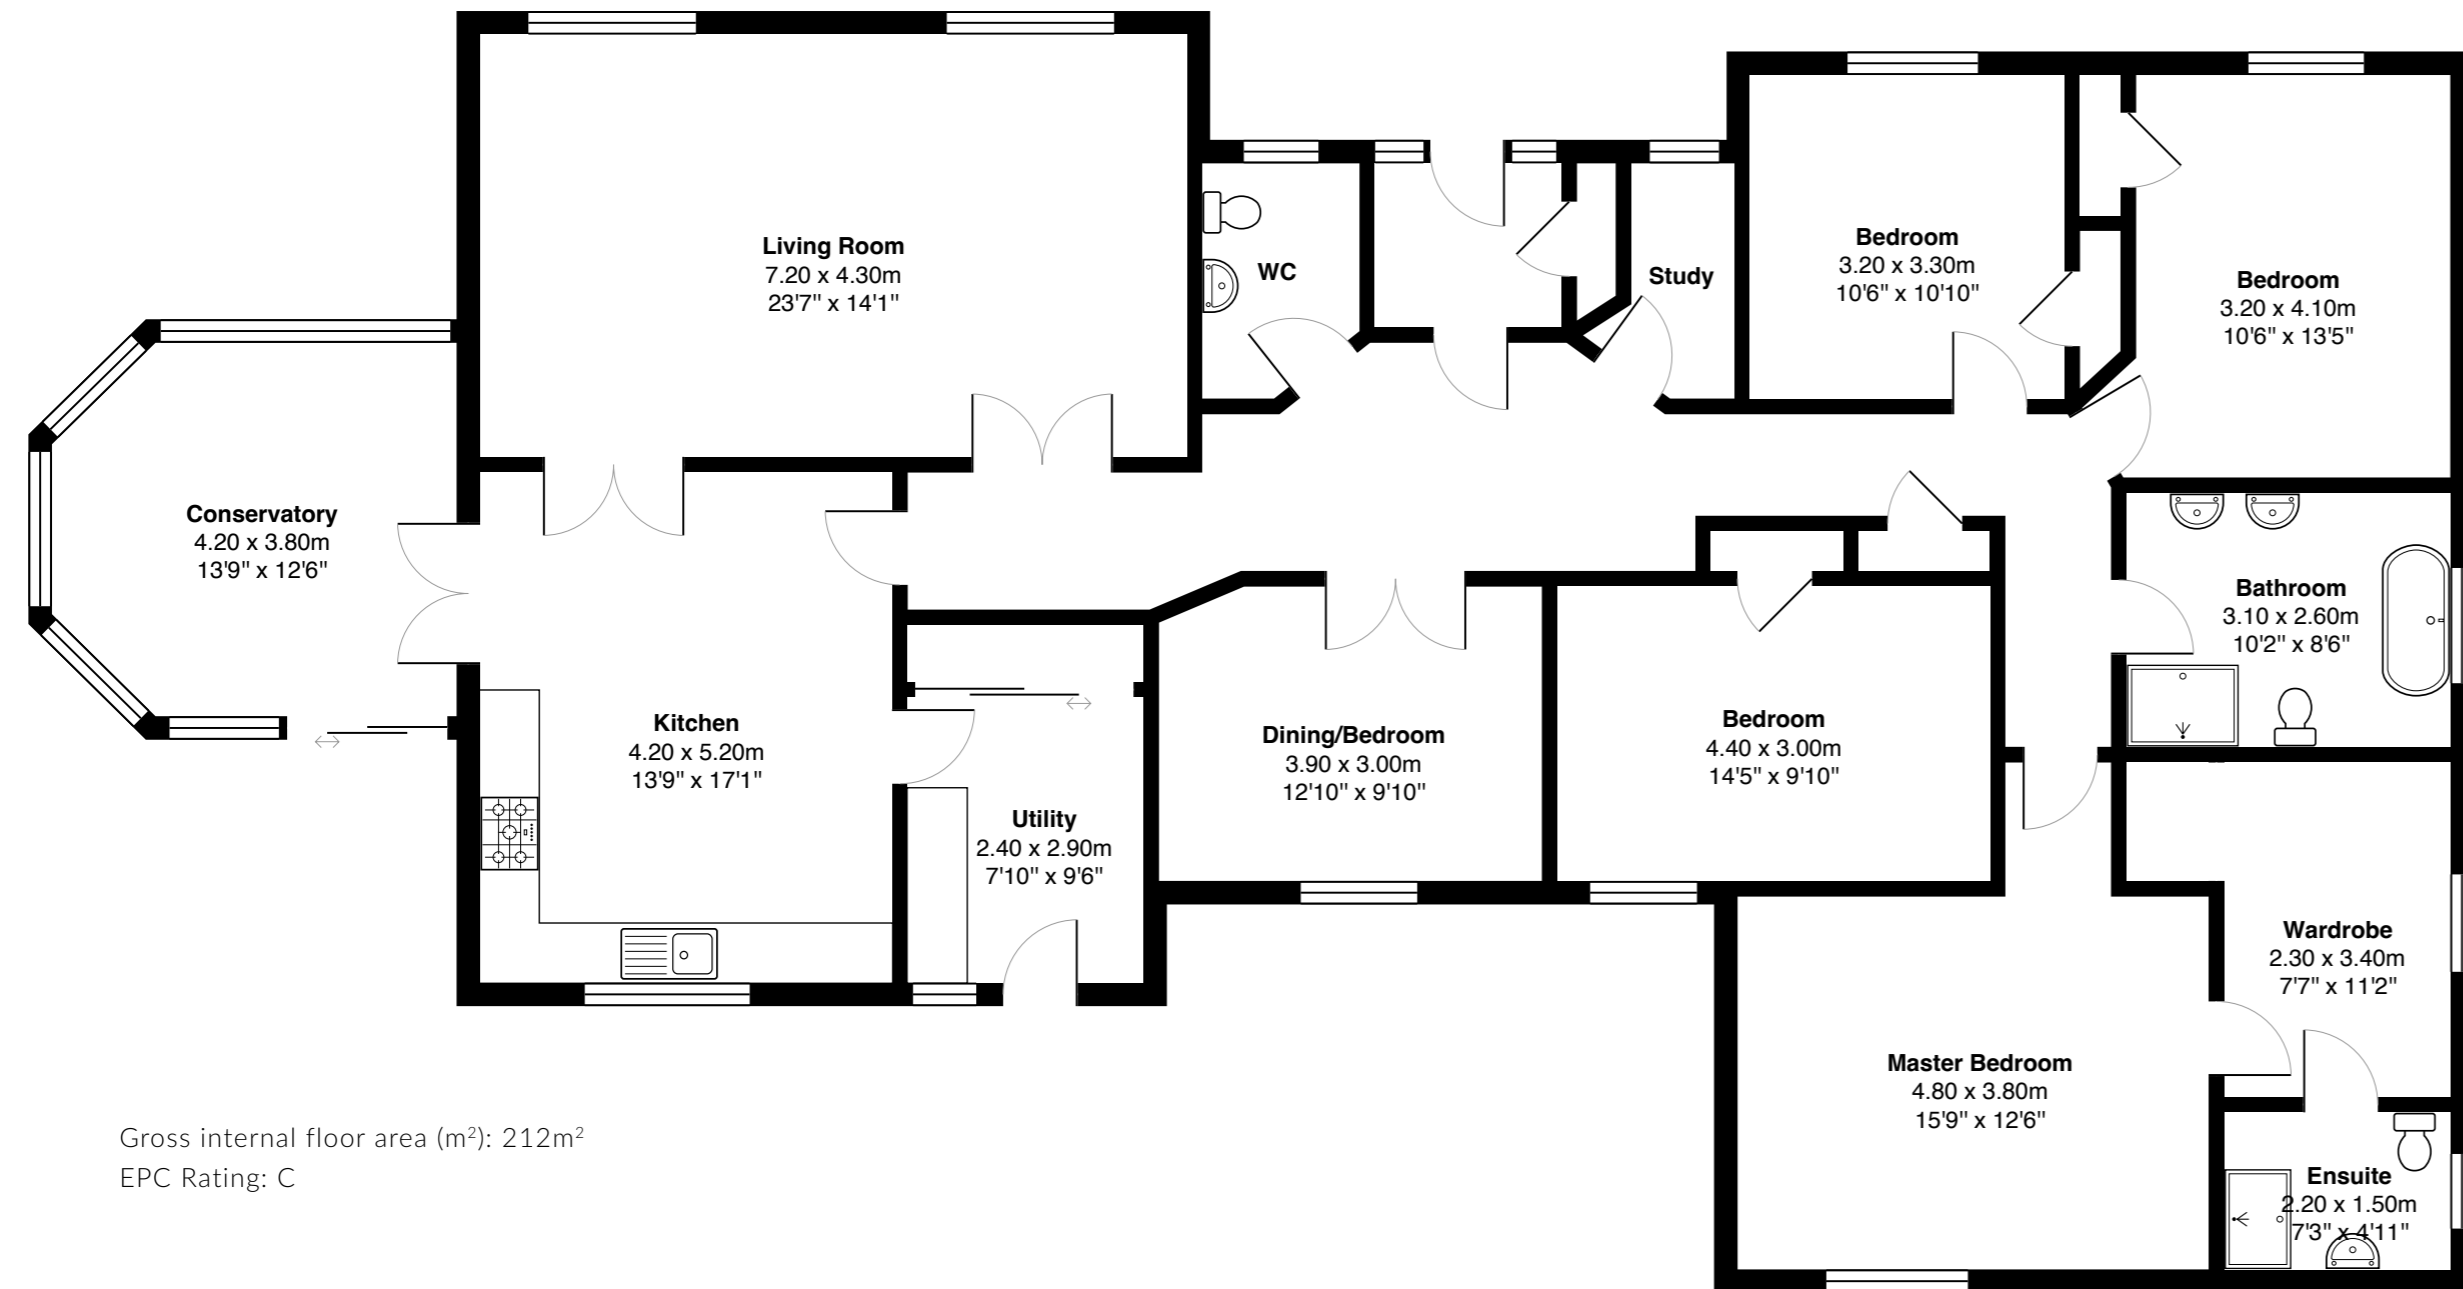 Living Room
7.20 x 4.30m
23'7" x 14'1"
WC
Study
Bedroom
3.20 x 3.30m
10'6" x 10'10"
Bedroom
3.20 x 4.10m
10'6" x 13'5"
Conservatory
4.20 x 3.80m
13'9" x 12'6"
Kitchen
4.20 x 5.20m
13'9" x 17'1"
Utility
2.40 x 2.90m
7'10" x 9'6"
Dining/Bedroom
3.90 x 3.00m
12'10" x 9'10"
Bedroom
4.40 x 3.00m
14'5" x 9'10"
Bathroom
3.10 x 2.60m
10'2" x 8'6"
Wardrobe
2.30 x 3.40m
7'7" x 11'2"
Master Bedroom
4.80 x 3.80m
15'9" x 12'6"
Ensuite
2.20 x 1.50m
7'3" x 4'11"
Gross internal floor area (m²): 212m²
EPC Rating: C